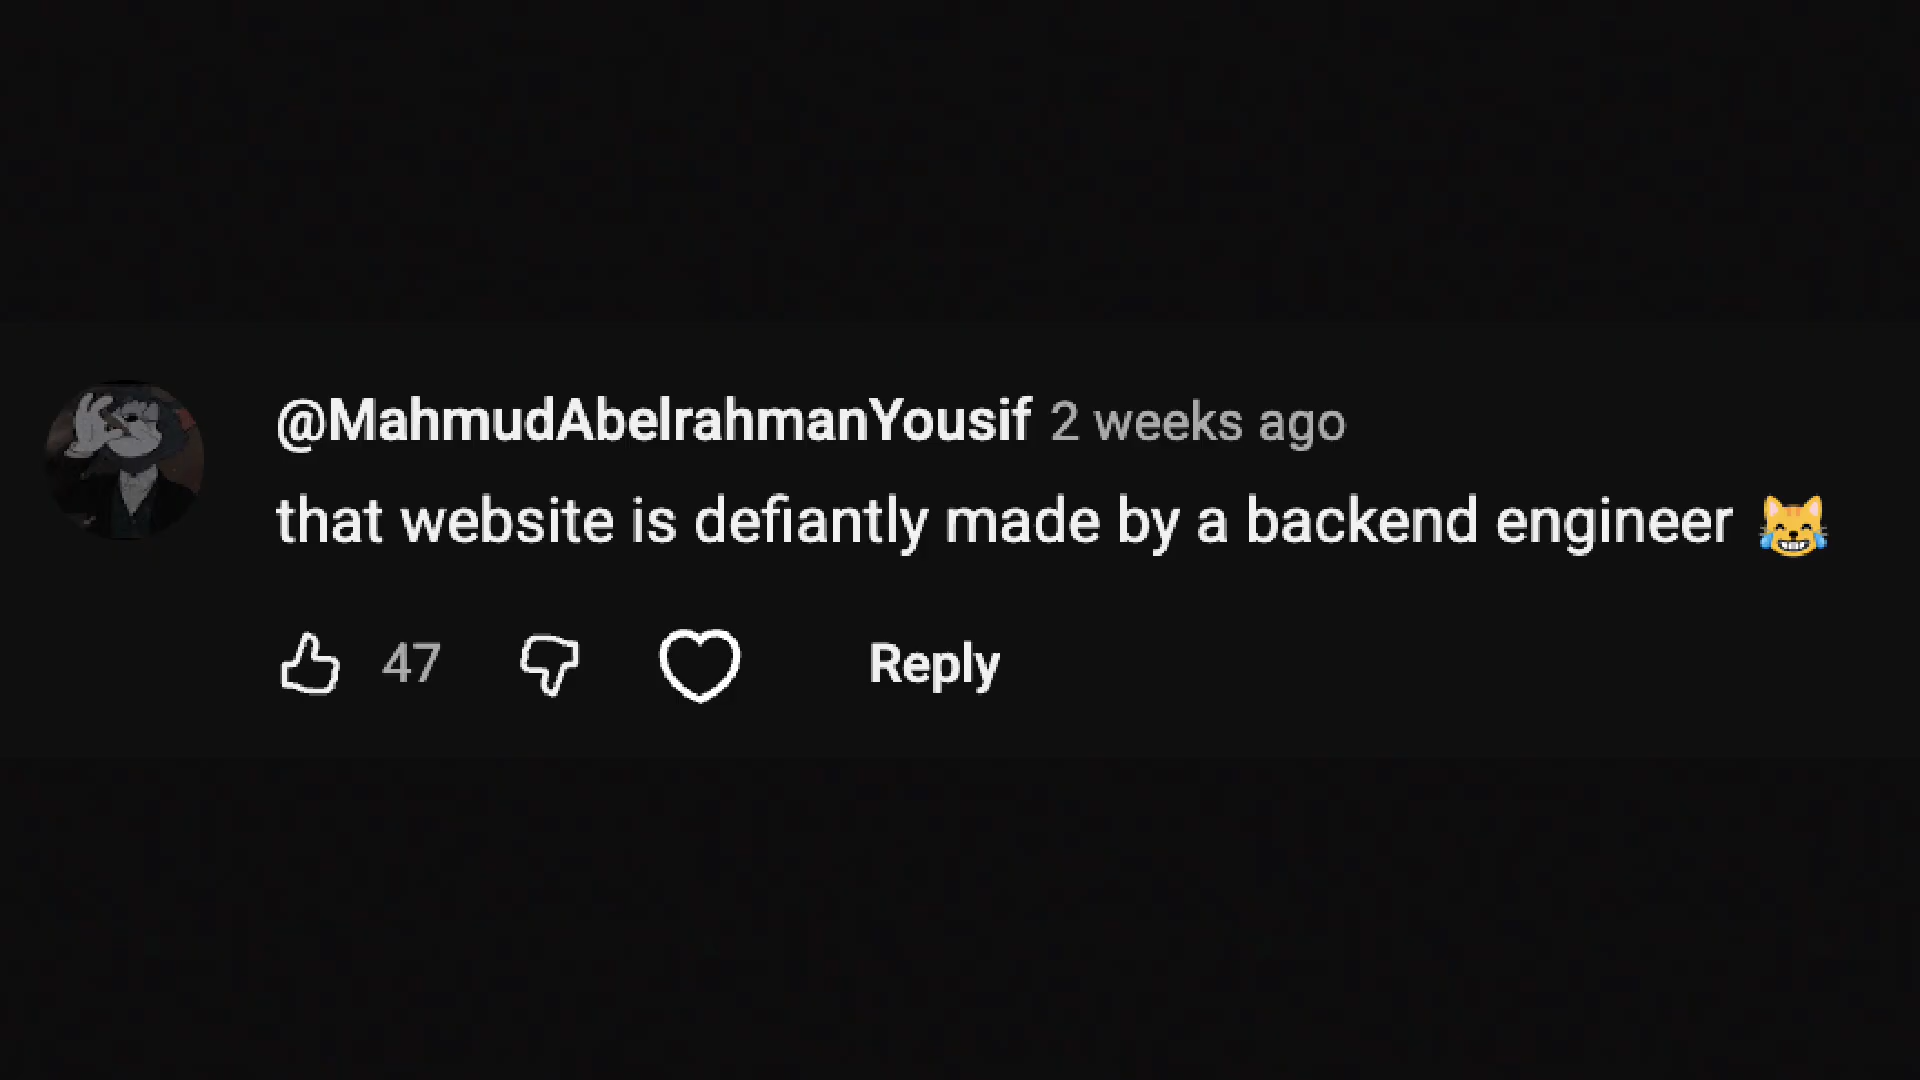 @MahmudAbelrahmanYousif 2 weeks ago
that website is defiantly made by a backend engineer 😹
47 Reply